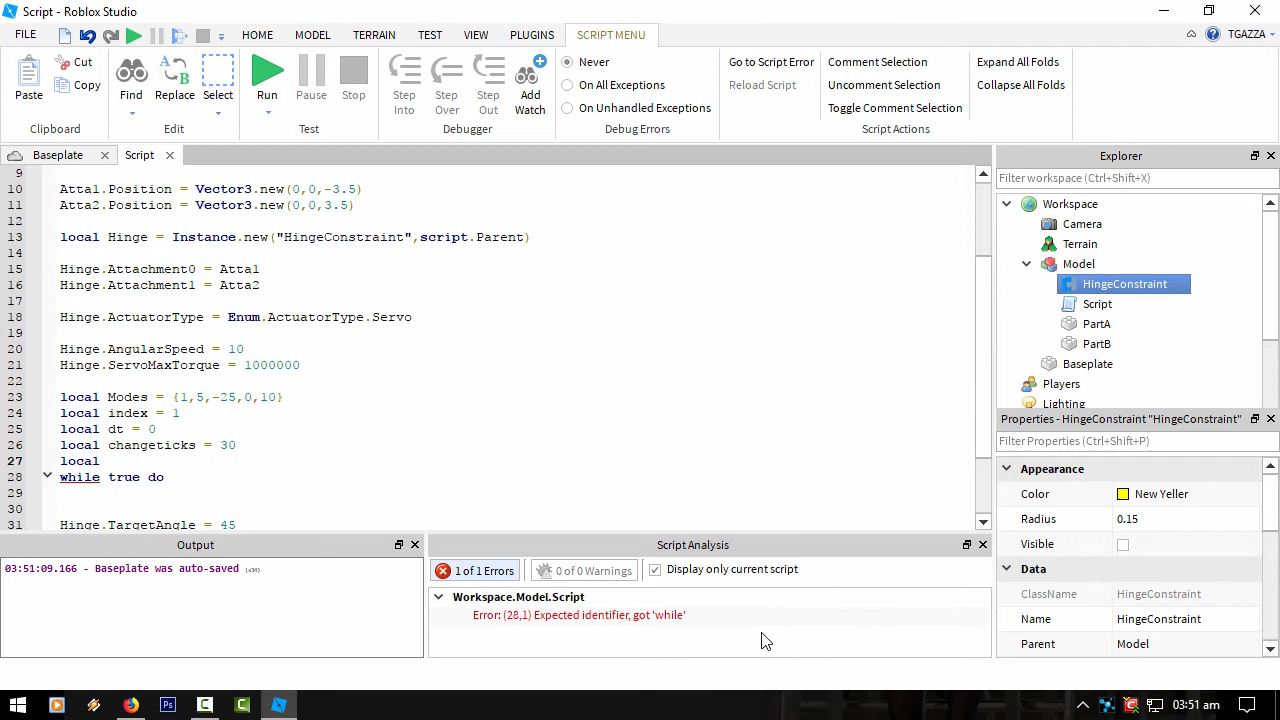 Script - Roblox Studio
FILE HOME MODEL TERRAIN TEST VIEW PLUGINS SCRIPT MENU TGAZZA
Paste Cut Copy
Find Replace Select
Run Pause Stop
Step Into Step Over Step Out Add Watch
Never
On All Exceptions
On Unhandled Exceptions
Go to Script Error
Reload Script
Comment Selection
Uncomment Selection
Toggle Comment Selection
Expand All Folds
Collapse All Folds
Clipboard Edit Test Debugger Debug Errors Script Actions
Baseplate Script
9
10 Atta1.Position = Vector3.new(0,0,-3.5)
11 Atta2.Position = Vector3.new(0,0,3.5)
12
13 local Hinge = Instance.new("HingeConstraint",script.Parent)
14
15 Hinge.Attachment0 = Atta1
16 Hinge.Attachment1 = Atta2
17
18 Hinge.ActuatorType = Enum.ActuatorType.Servo
19
20 Hinge.AngularSpeed = 10
21 Hinge.ServoMaxTorque = 1000000
22
23 local Modes = {1,5,-25,0,10}
24 local index = 1
25 local dt = 0
26 local changeticks = 30
27 local
28 while true do
29
30
31 Hinge.TargetAngle = 45
Explorer
Filter workspace (Ctrl+Shift+X)
Workspace
Camera
Terrain
Model
HingeConstraint
Script
PartA
PartB
Baseplate
Players
Lighting
Properties - HingeConstraint "HingeConstraint"
Filter Properties (Ctrl+Shift+P)
Appearance
Color New Yeller
Radius 0.15
Visible
Data
ClassName HingeConstraint
Name HingeConstraint
Parent Model
Output
03:51:09.166 - Baseplate was auto-saved (x34)
Script Analysis
1 of 1 Errors 0 of 0 Warnings Display only current script
Workspace.Model.Script
Error: (28,1) Expected identifier, got 'while'
Ps
03:51 am